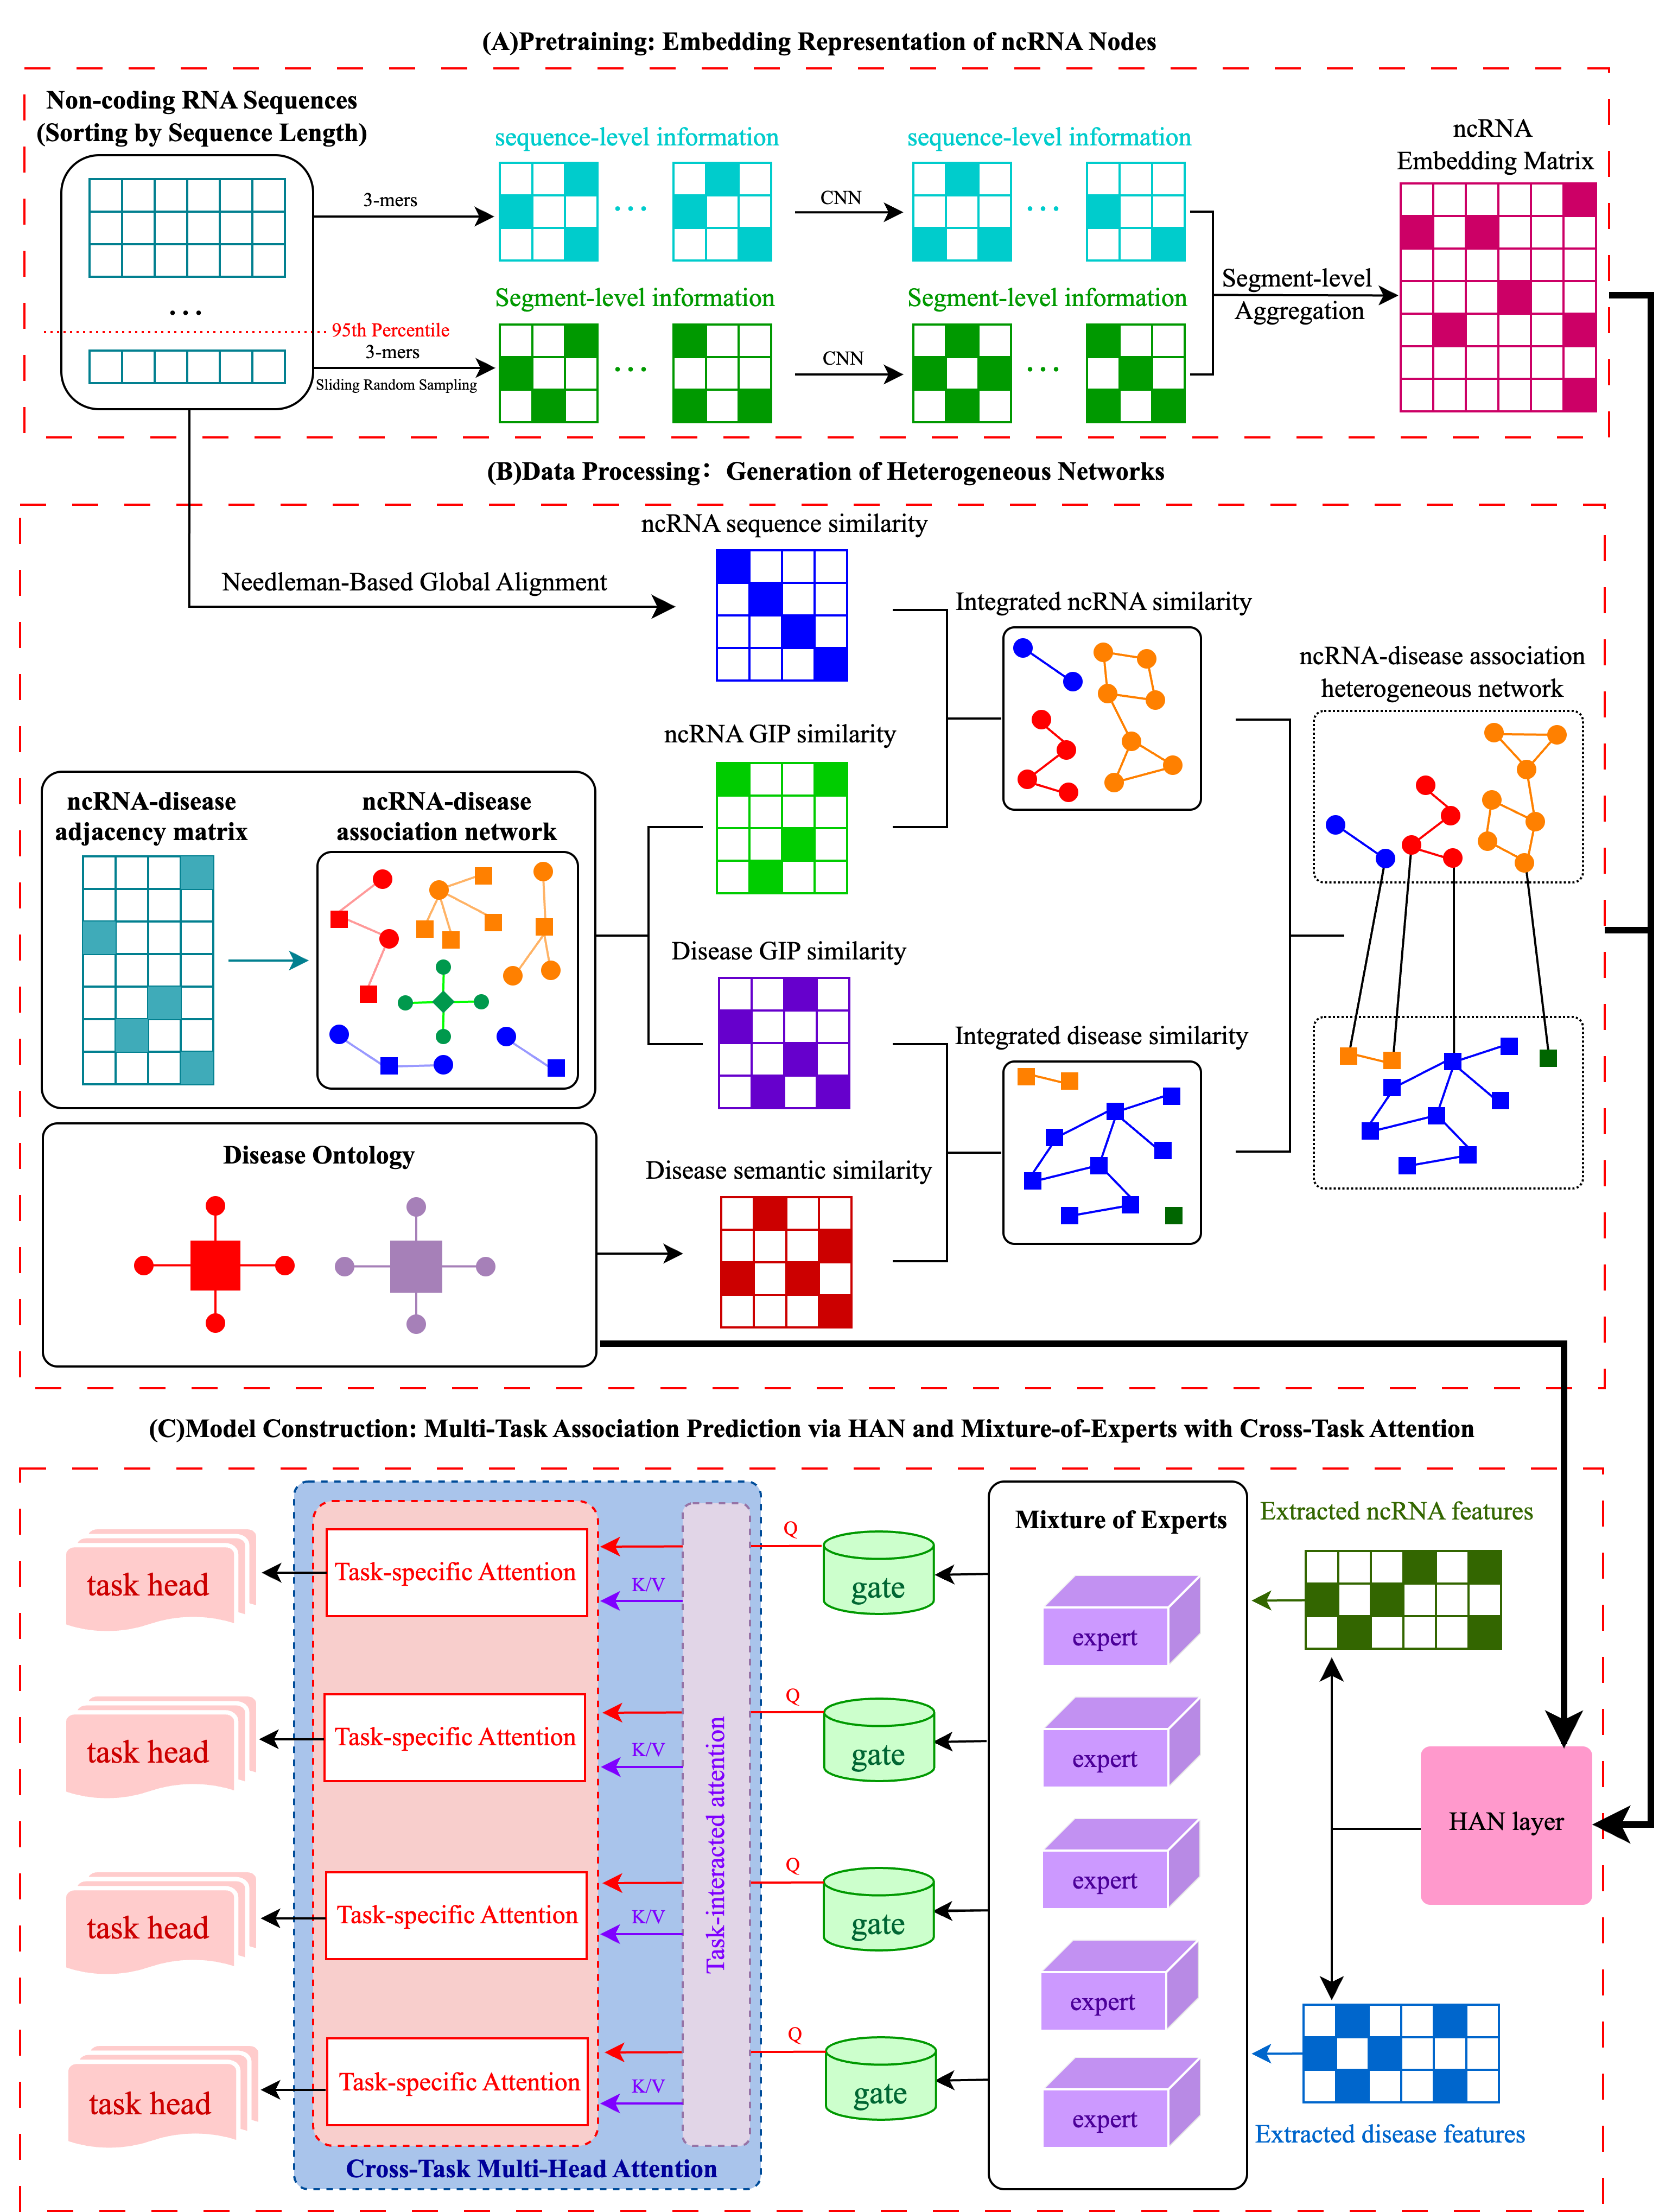 (A)Pretraining: Embedding Representation of ncRNA Nodes
Non-coding RNA Sequences
(Sorting by Sequence Length)
...
95th Percentile
3-mers
3-mers
Sliding Random Sampling
sequence-level information
...
Segment-level information
...
CNN
CNN
sequence-level information
...
Segment-level information
...
Segment-level
Aggregation
ncRNA
Embedding Matrix
(B)Data Processing：Generation of Heterogeneous Networks
Needleman-Based Global Alignment
ncRNA sequence similarity
ncRNA GIP similarity
ncRNA-disease
adjacency matrix
ncRNA-disease
association network
Disease GIP similarity
Disease Ontology
Disease semantic similarity
Integrated ncRNA similarity
Integrated disease similarity
ncRNA-disease association
heterogeneous network
(C)Model Construction: Multi-Task Association Prediction via HAN and Mixture-of-Experts with Cross-Task Attention
task head
Task-specific Attention
Q
K/V
gate
task head
Task-specific Attention
Q
K/V
gate
task head
Task-specific Attention
Q
K/V
gate
task head
Task-specific Attention
Q
K/V
gate
Task-interacted attention
Cross-Task Multi-Head Attention
Mixture of Experts
expert
expert
expert
expert
expert
Extracted ncRNA features
HAN layer
Extracted disease features